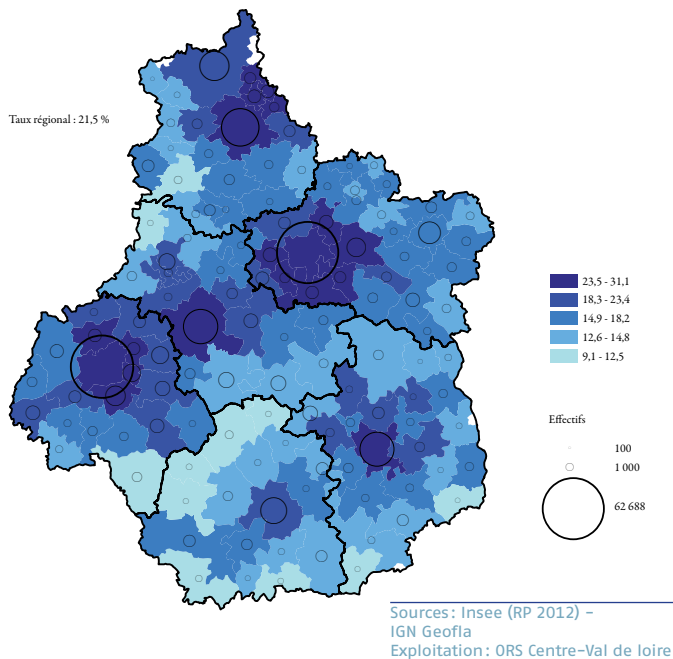 Taux régional : 21,5 %
23,5 - 31,1
18,3 - 23,4
14,9 - 18,2
12,6 - 14,8
9,1 - 12,5
Effectifs
100
1 000
62 688
Sources : Insee (RP 2012) –
IGN Geofla
Exploitation : ORS Centre-Val de loire